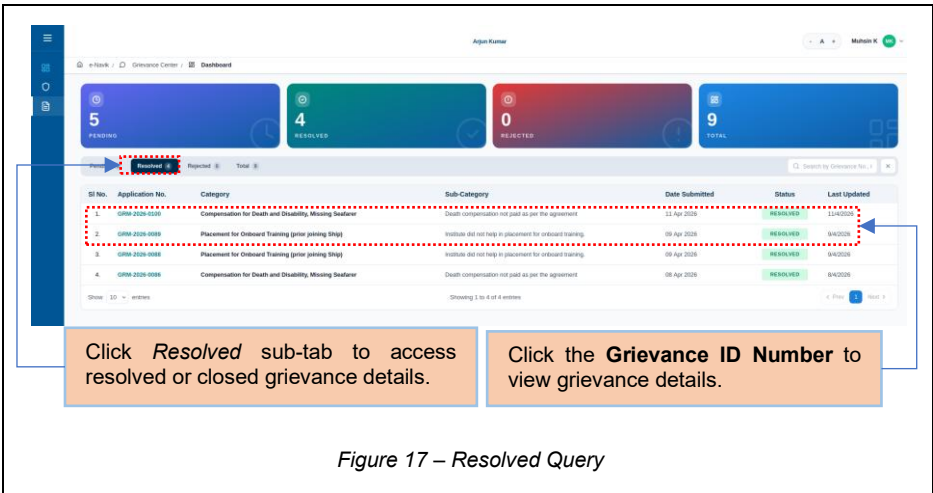 Arjun Kumar
- A +
Muhsin K
MK
e-Navik / Grievance Center / Dashboard
5
PENDING
4
RESOLVED
0
REJECTED
9
TOTAL
Resolved 4
Rejected 0
Total 9
Search by Grievance No.
Sl No. Application No. Category Sub-Category Date Submitted Status Last Updated
1. GRM-2026-0100 Compensation for Death and Disability, Missing Seafarer Death compensation not paid as per the agreement 11 Apr 2026 RESOLVED 11/4/2026
2. GRM-2026-0089 Placement for Onboard Training (prior joining Ship) Institute did not help in placement for onboard training. 09 Apr 2026 RESOLVED 9/4/2026
3. GRM-2026-0088 Placement for Onboard Training (prior joining Ship) Institute did not help in placement for onboard training. 09 Apr 2026 RESOLVED 9/4/2026
4. GRM-2026-0086 Compensation for Death and Disability, Missing Seafarer Death compensation not paid as per the agreement 08 Apr 2026 RESOLVED 8/4/2026
Show 10 entries
Showing 1 to 4 of 4 entries
< Prev 1 Next >
Click Resolved sub-tab to access
resolved or closed grievance details.
Click the Grievance ID Number to
view grievance details.
Figure 17 – Resolved Query